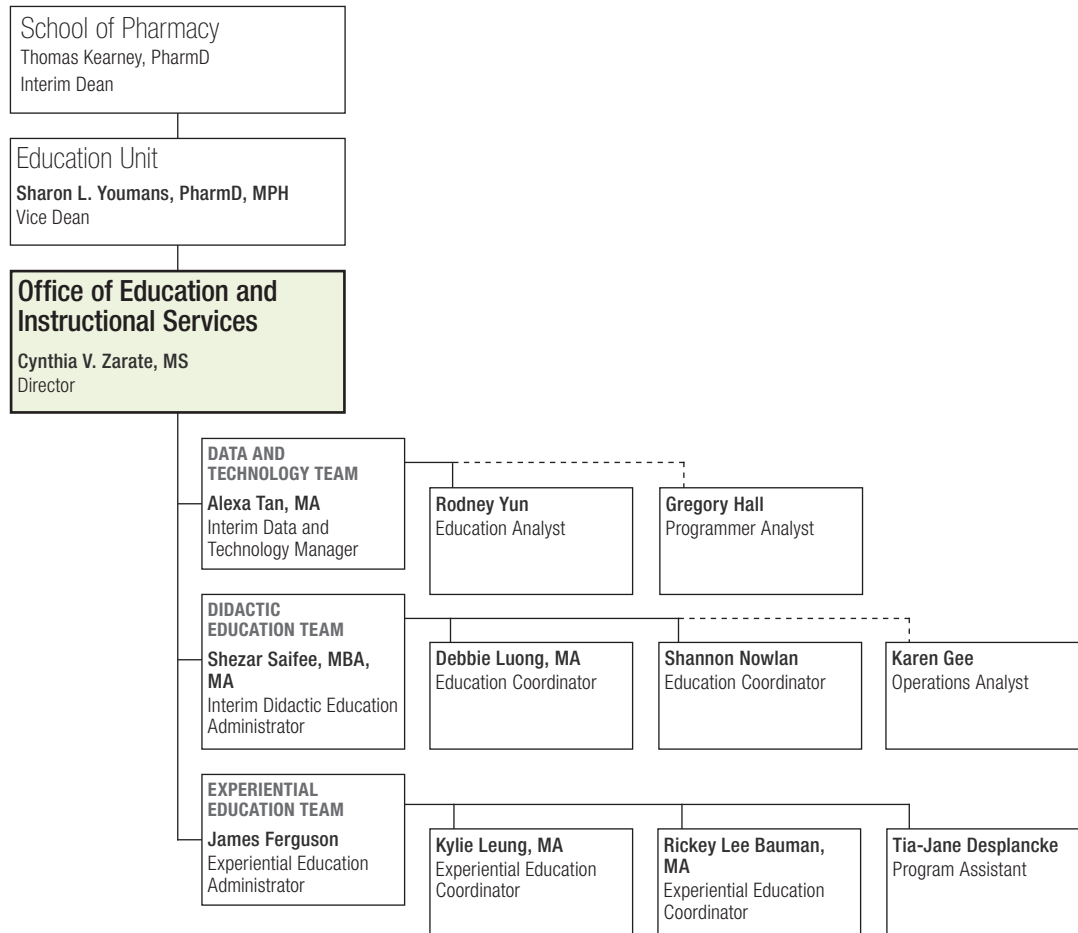 School of Pharmacy
Thomas Kearney, PharmD
Interim Dean
Education Unit
Sharon L. Youmans, PharmD, MPH
Vice Dean
Office of Education and
Instructional Services
Cynthia V. Zarate, MS
Director
DATA AND
TECHNOLOGY TEAM
Alexa Tan, MA
Interim Data and
Technology Manager
Rodney Yun
Education Analyst
Gregory Hall
Programmer Analyst
DIDACTIC
EDUCATION TEAM
Shezar Saifee, MBA,
MA
Interim Didactic Education
Administrator
Debbie Luong, MA
Education Coordinator
Shannon Nowlan
Education Coordinator
Karen Gee
Operations Analyst
EXPERIENTIAL
EDUCATION TEAM
James Ferguson
Experiential Education
Administrator
Kylie Leung, MA
Experiential Education
Coordinator
Rickey Lee Bauman,
MA
Experiential Education
Coordinator
Tia-Jane Desplancke
Program Assistant